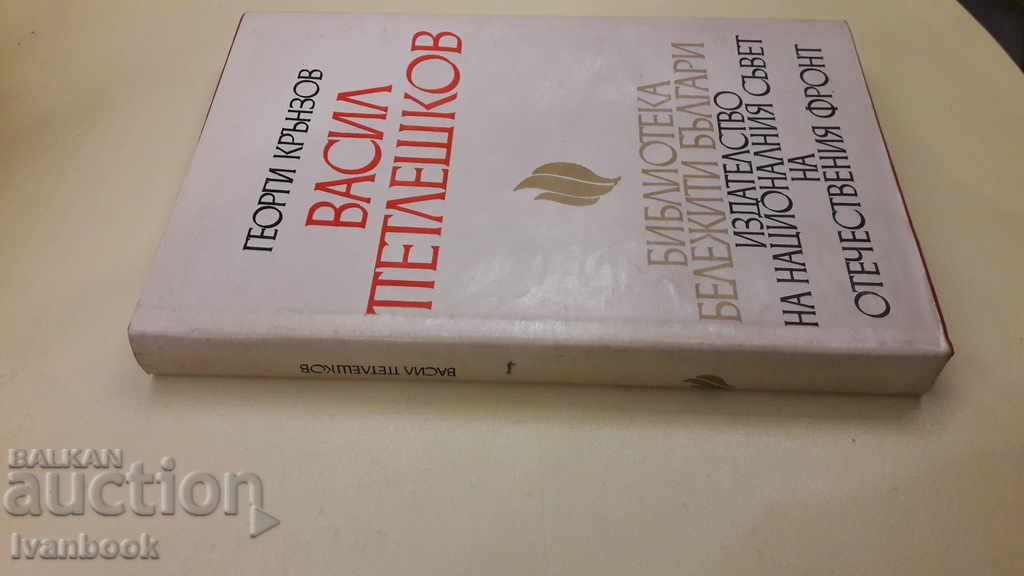 ГЕОРГИ КРЪНЗОВ
ВАСИЛ
ПЕТЛЕШКОВ
БИБЛИОТЕКА
БЕЛЕЖИТИ БЪЛГАРИ
ИЗДАТЕЛСТВО
НА НАЦИОНАЛНИЯ СЪВЕТ
НА
ОТЕЧЕСТВЕНИЯ ФРОНТ
ВАСИЛ ПЕТЛЕШКОВ
BALKAN
auction
Ivanbook